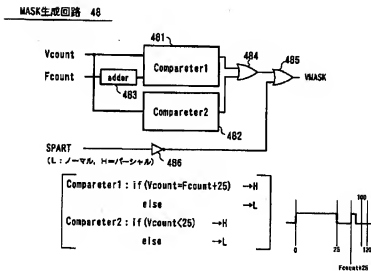 MASK生成回路 48
481
Vcount
Compareter1
484
485
Fcount
adder
VMASK
483
Compareter2
482
SPART
(L:ノーマル, H=パーシャル)
486
Compareter1 : if(Vcount=Fcount+25) →H
else →L
Compareter2 : if(Vcount<25) →H
else →L
100
0
25
120
Fcount+25